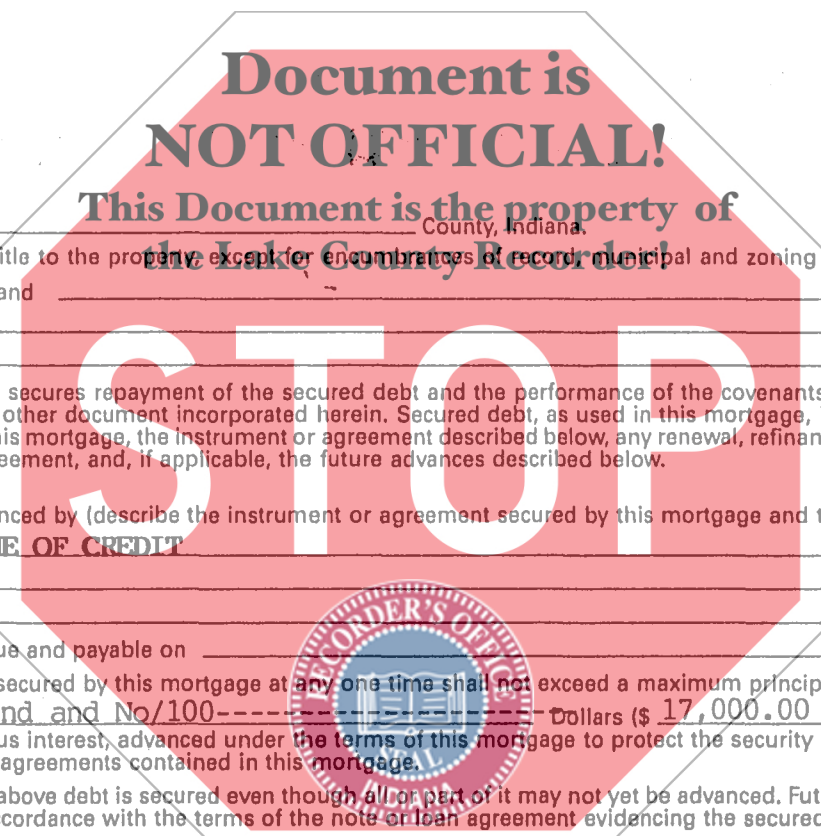 Document is
NOT OFFICIAL!
This Document is the property of
the Lake County Recorder!
County, Indiana.
itle to the property, except for encumbrances of record, municipal and zoning
and
STOP
secures repayment of the secured debt and the performance of the covenants
other document incorporated herein. Secured debt, as used in this mortgage,
his mortgage, the instrument or agreement described below, any renewal, refinan
eement, and, if applicable, the future advances described below.
nced by (describe the instrument or agreement secured by this mortgage and t
E OF CREDIT
ue and payable on
secured by this mortgage at any one time shall not exceed a maximum princip
nd and No/100-------------------------Dollars ($ 17,000.00
us interest, advanced under the terms of this mortgage to protect the security
agreements contained in this mortgage.
above debt is secured even though all or part of it may not yet be advanced. Fut
ccordance with the terms of the note or loan agreement evidencing the secured
RECORDER'S OFFICE
SEAL
INDIANA